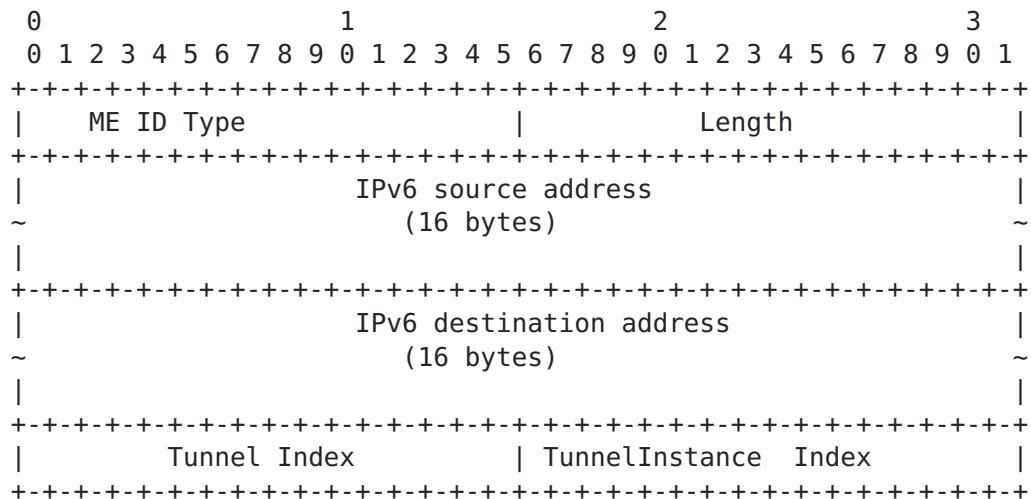 0                   1                   2                   3
 0 1 2 3 4 5 6 7 8 9 0 1 2 3 4 5 6 7 8 9 0 1 2 3 4 5 6 7 8 9 0 1
+-+-+-+-+-+-+-+-+-+-+-+-+-+-+-+-+-+-+-+-+-+-+-+-+-+-+-+-+-+-+-+-+
|    ME ID Type                 |           Length              |
+-+-+-+-+-+-+-+-+-+-+-+-+-+-+-+-+-+-+-+-+-+-+-+-+-+-+-+-+-+-+-+-+
|                     IPv6 source address                       |
~                        (16 bytes)                             ~
|                                                               |
+-+-+-+-+-+-+-+-+-+-+-+-+-+-+-+-+-+-+-+-+-+-+-+-+-+-+-+-+-+-+-+-+
|                     IPv6 destination address                  |
~                        (16 bytes)                             ~
|                                                               |
+-+-+-+-+-+-+-+-+-+-+-+-+-+-+-+-+-+-+-+-+-+-+-+-+-+-+-+-+-+-+-+-+
|         Tunnel Index          | TunnelInstance  Index         |
+-+-+-+-+-+-+-+-+-+-+-+-+-+-+-+-+-+-+-+-+-+-+-+-+-+-+-+-+-+-+-+-+